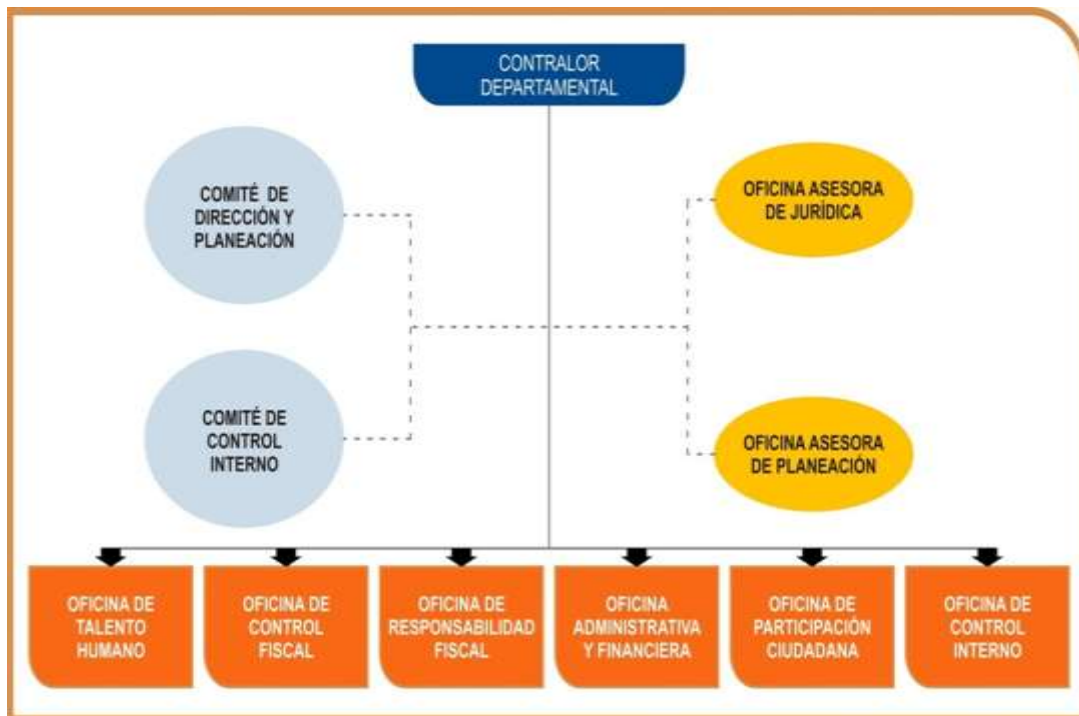 CONTRALOR
DEPARTAMENTAL
COMITÉ DE
DIRECCIÓN Y
PLANEACIÓN
OFICINA ASESORA
DE JURÍDICA
COMITÉ DE
CONTROL
INTERNO
OFICINA ASESORA
DE PLANEACIÓN
OFICINA DE
TALENTO
HUMANO
OFICINA DE
CONTROL
FISCAL
OFICINA DE
RESPONSABILIDAD
FISCAL
OFICINA
ADMINISTRATIVA
Y FINANCIERA
OFICINA DE
PARTICIPACIÓN
CIUDADANA
OFICINA DE
CONTROL
INTERNO